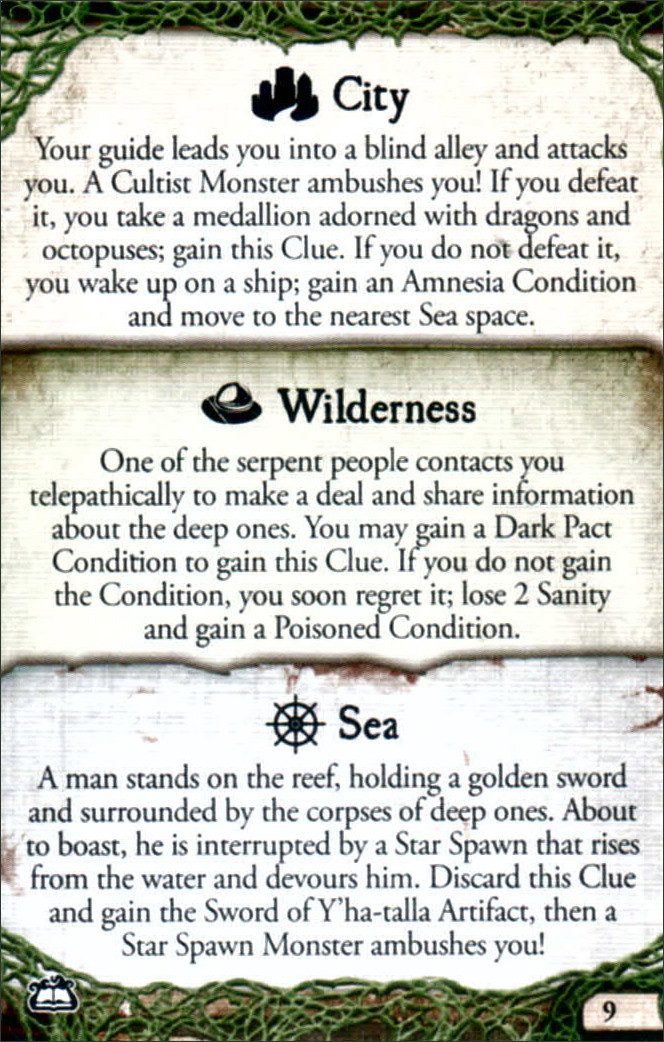 City
Your guide leads you into a blind alley and attacks
you. A Cultist Monster ambushes you! If you defeat
it, you take a medallion adorned with dragons and
octopuses; gain this Clue. If you do not defeat it,
you wake up on a ship; gain an Amnesia Condition
and move to the nearest Sea space.
Wilderness
One of the serpent people contacts you
telepathically to make a deal and share information
about the deep ones. You may gain a Dark Pact
Condition to gain this Clue. If you do not gain
the Condition, you soon regret it; lose 2 Sanity
and gain a Poisoned Condition.
Sea
A man stands on the reef, holding a golden sword
and surrounded by the corpses of deep ones. About
to boast, he is interrupted by a Star Spawn that rises
from the water and devours him. Discard this Clue
and gain the Sword of Y'ha-talla Artifact, then a
Star Spawn Monster ambushes you!
9